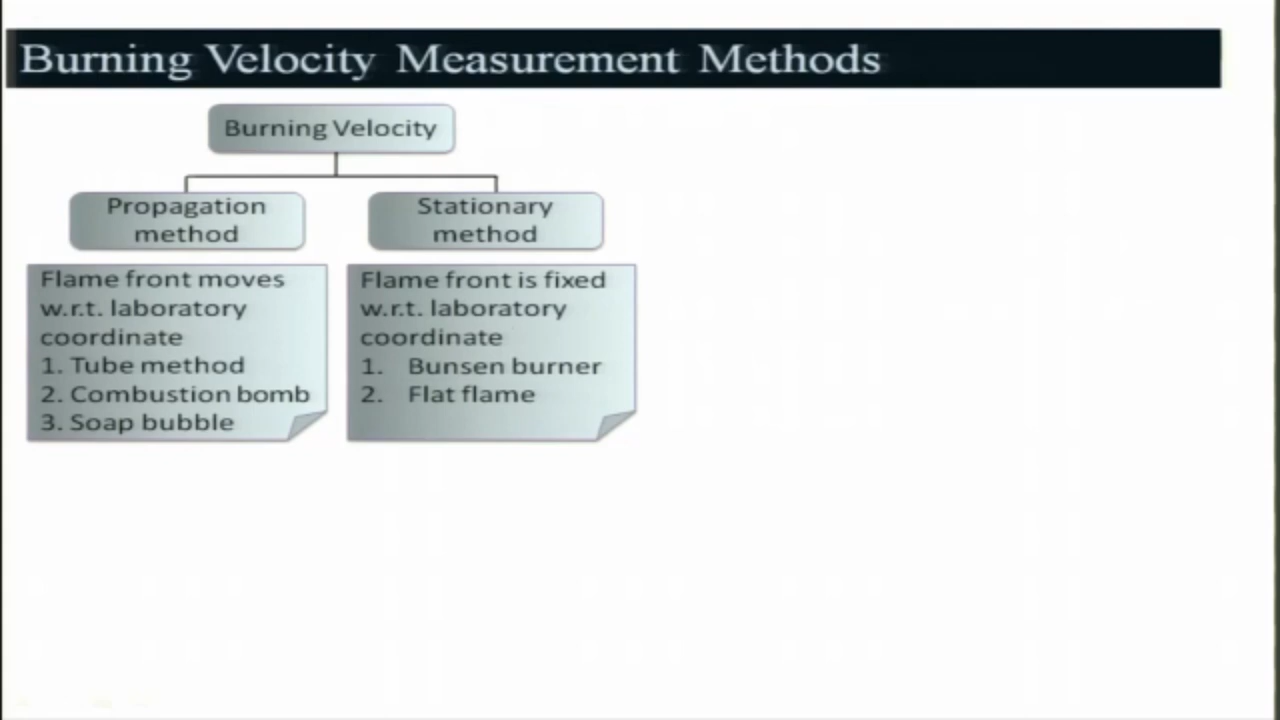 Burning Velocity Measurement Methods
Burning Velocity
Propagation
method
Stationary
method
Flame front moves
w.r.t. laboratory
coordinate
1. Tube method
2. Combustion bomb
3. Soap bubble
Flame front is fixed
w.r.t. laboratory
coordinate
1. Bunsen burner
2. Flat flame